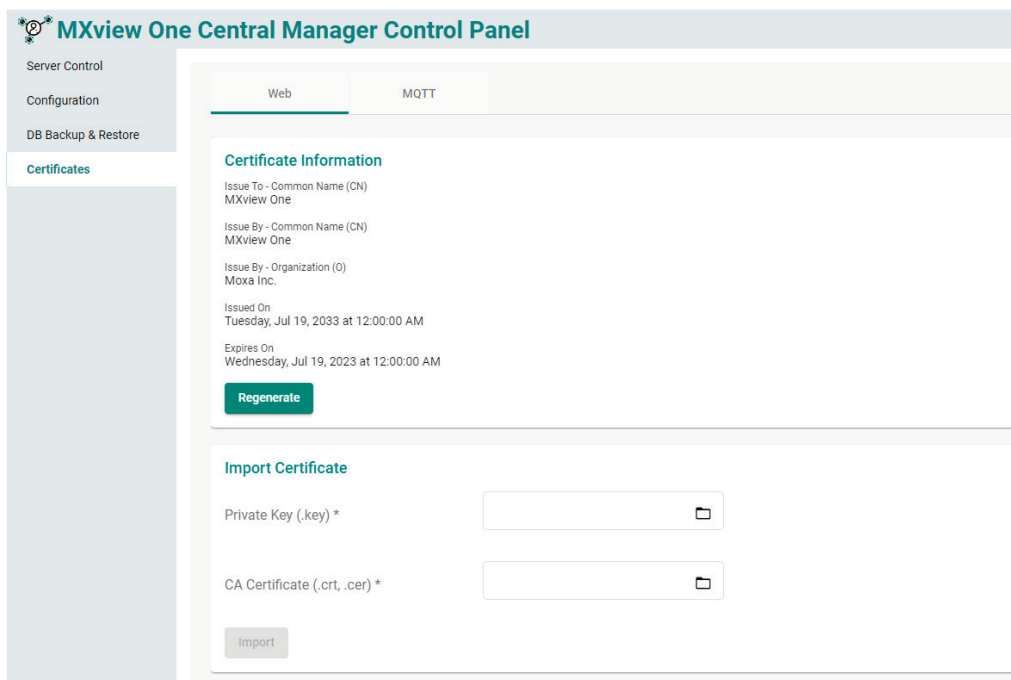 MXview One Central Manager Control Panel
Server Control
Configuration
DB Backup & Restore
Certificates
Web
MQTT
Certificate Information
Issue To - Common Name (CN)
MXview One
Issue By - Common Name (CN)
MXview One
Issue By - Organization (O)
Moxa Inc.
Issued On
Tuesday, Jul 19, 2033 at 12:00:00 AM
Expires On
Wednesday, Jul 19, 2023 at 12:00:00 AM
Regenerate
Import Certificate
Private Key (.key) *
CA Certificate (.crt, .cer) *
Import